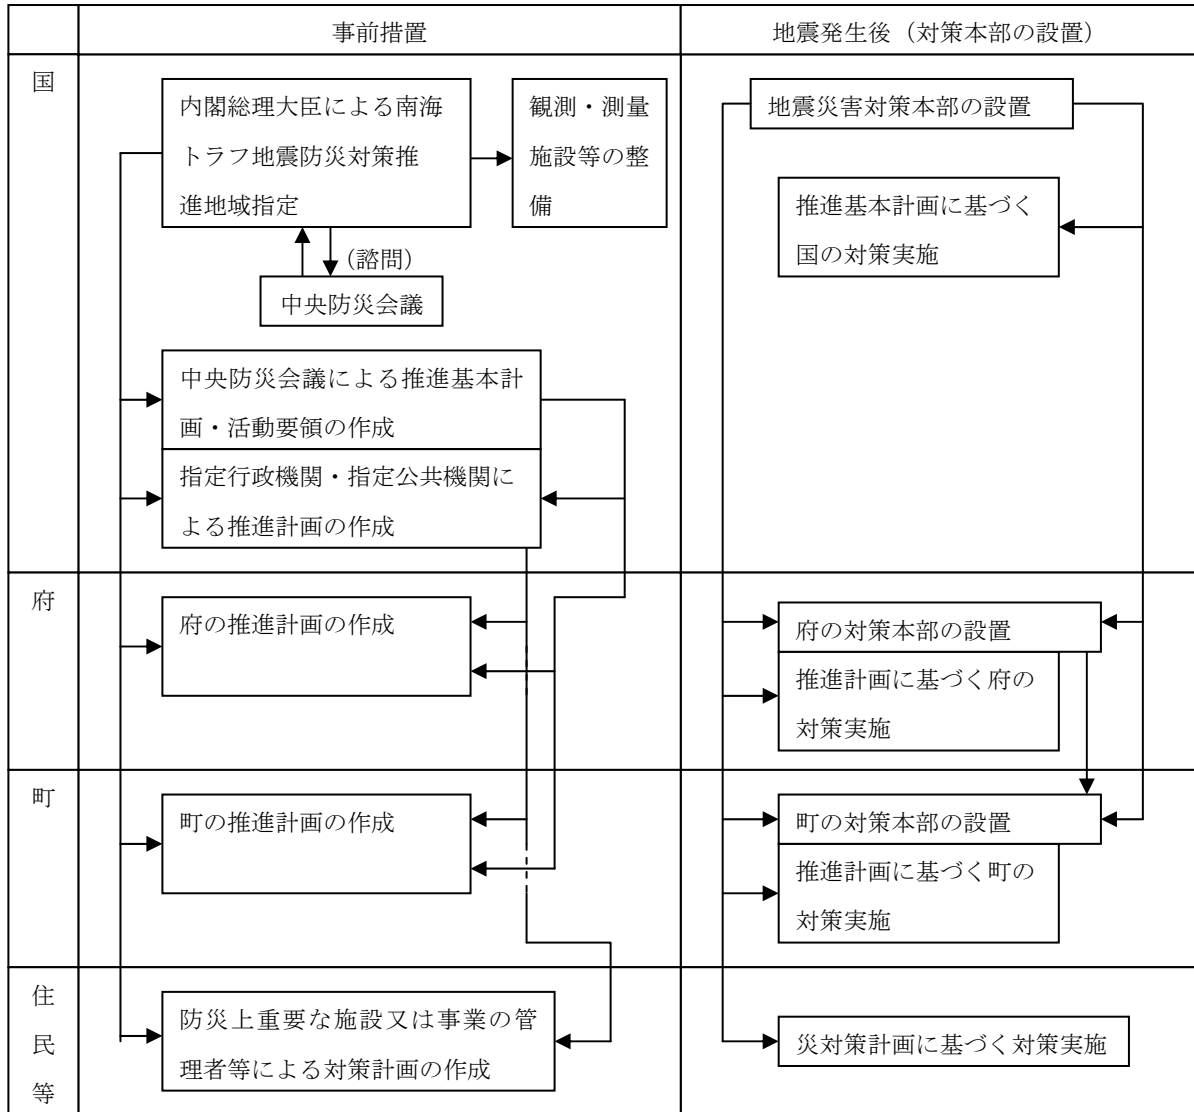 事前措置
地震発生後（対策本部の設置）
国
内閣総理大臣による南海
トラフ地震防災対策推
進地域指定
観測・測量
施設等の整
備
（諮問）
中央防災会議
中央防災会議による推進基本計
画・活動要領の作成
指定行政機関・指定公共機関に
よる推進計画の作成
地震災害対策本部の設置
推進基本計画に基づく
国の対策実施
府
府の推進計画の作成
府の対策本部の設置
推進計画に基づく府の
対策実施
町
町の推進計画の作成
町の対策本部の設置
推進計画に基づく町の
対策実施
住
民
等
防災上重要な施設又は事業の管
理者等による対策計画の作成
災対策計画に基づく対策実施